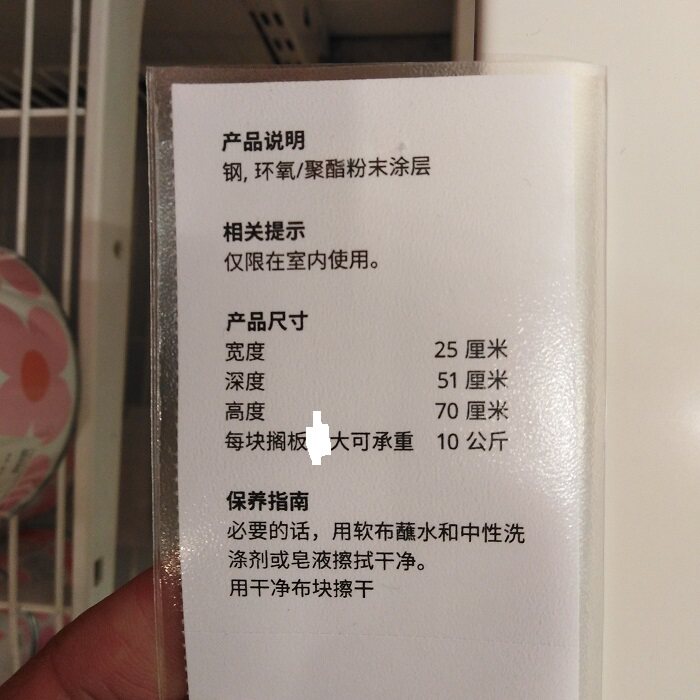 产品说明
钢, 环氧/聚酯粉末涂层
相关提示
仅限在室内使用。
产品尺寸
宽度 25 厘米
深度 51 厘米
高度 70 厘米
每块搁板大可承重 10 公斤
保养指南
必要的话，用软布蘸水和中性洗
涤剂或皂液擦拭干净。
用干净布块擦干